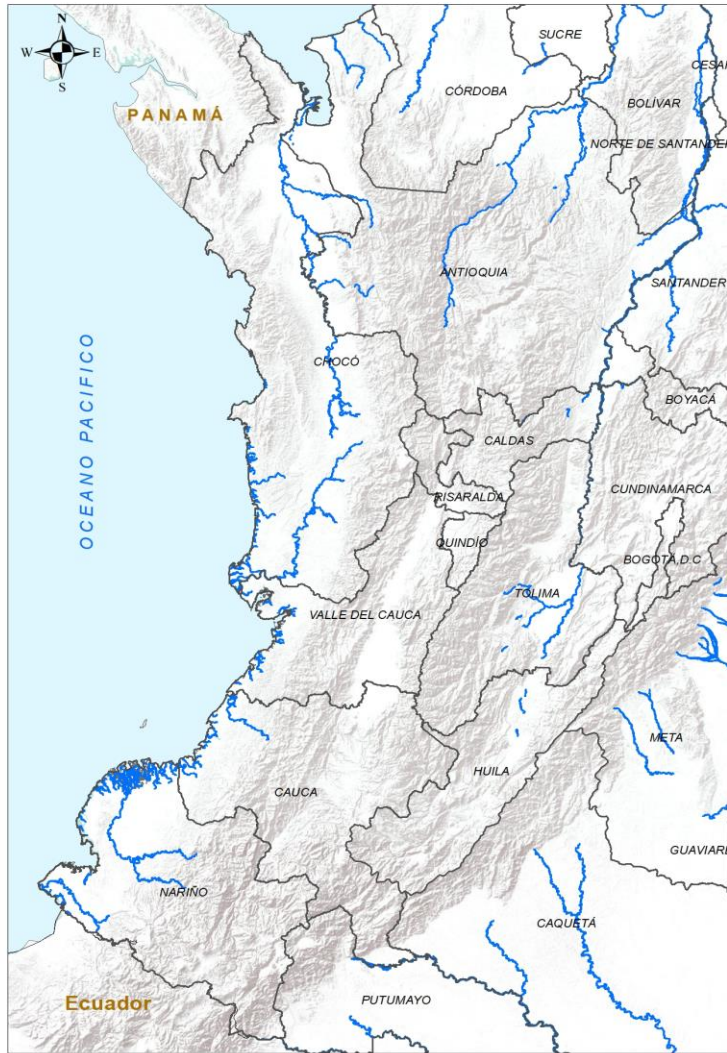 N
W E
S
PANAMÁ
SUCRE
CÓRDOBA
CESAR
BOLÍVAR
NORTE DE SANTANDER
ANTIOQUIA
SANTANDER
OCEANO PACIFICO
CHOCÓ
BOYACÁ
CALDAS
RISARALDA
CUNDINAMARCA
QUINDÍO
BOGOTÁ, D.C
TOLIMA
VALLE DEL CAUCA
META
HUILA
CAUCA
GUAVIARE
NARIÑO
CAQUETÁ
Ecuador
PUTUMAYO